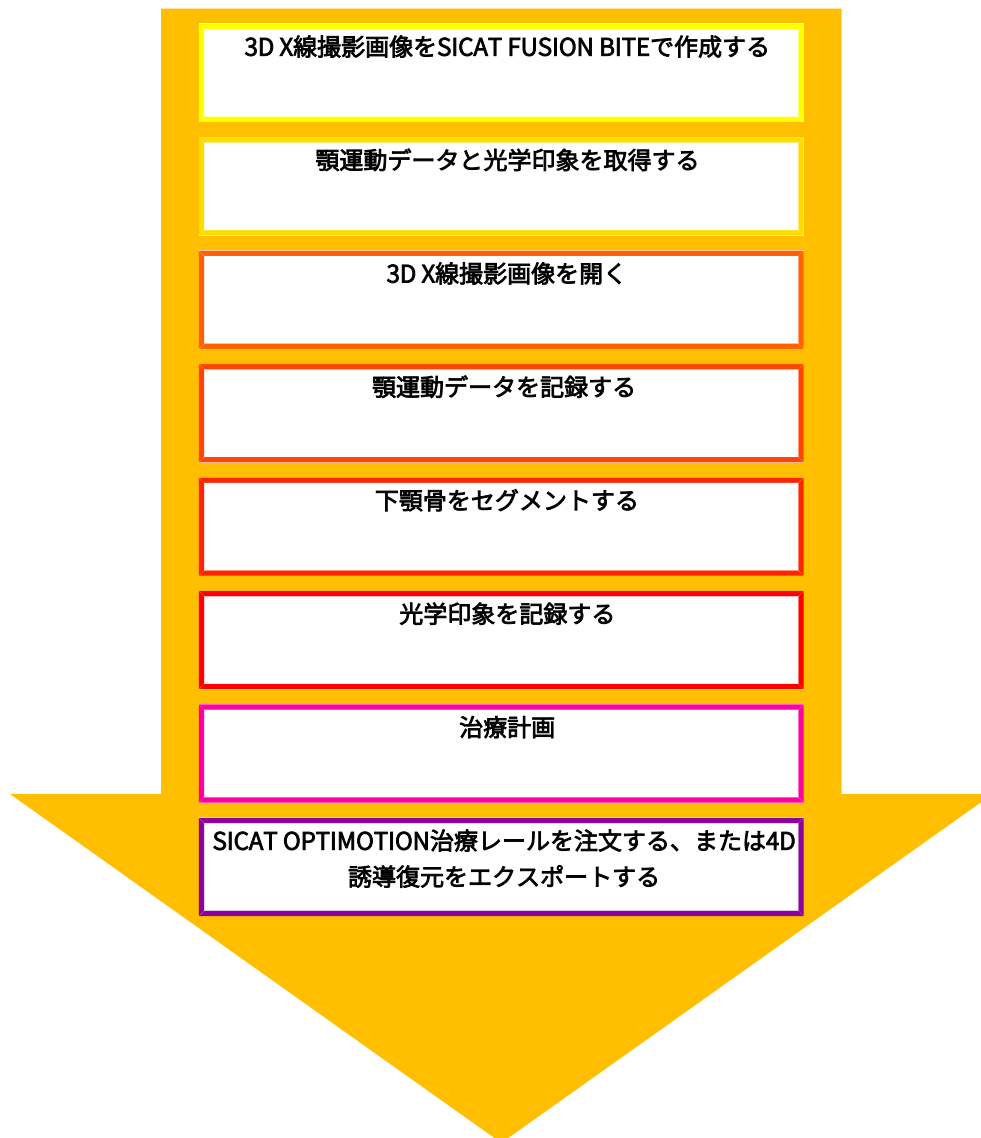 3D X線撮影画像をSICAT FUSION BITEで作成する
顎運動データと光学印象を取得する
3D X線撮影画像を開く
顎運動データを記録する
下顎骨をセグメントする
光学印象を記録する
治療計画
SICAT OPTIMOTION治療レールを注文する、または4D
誘導復元をエクスポートする